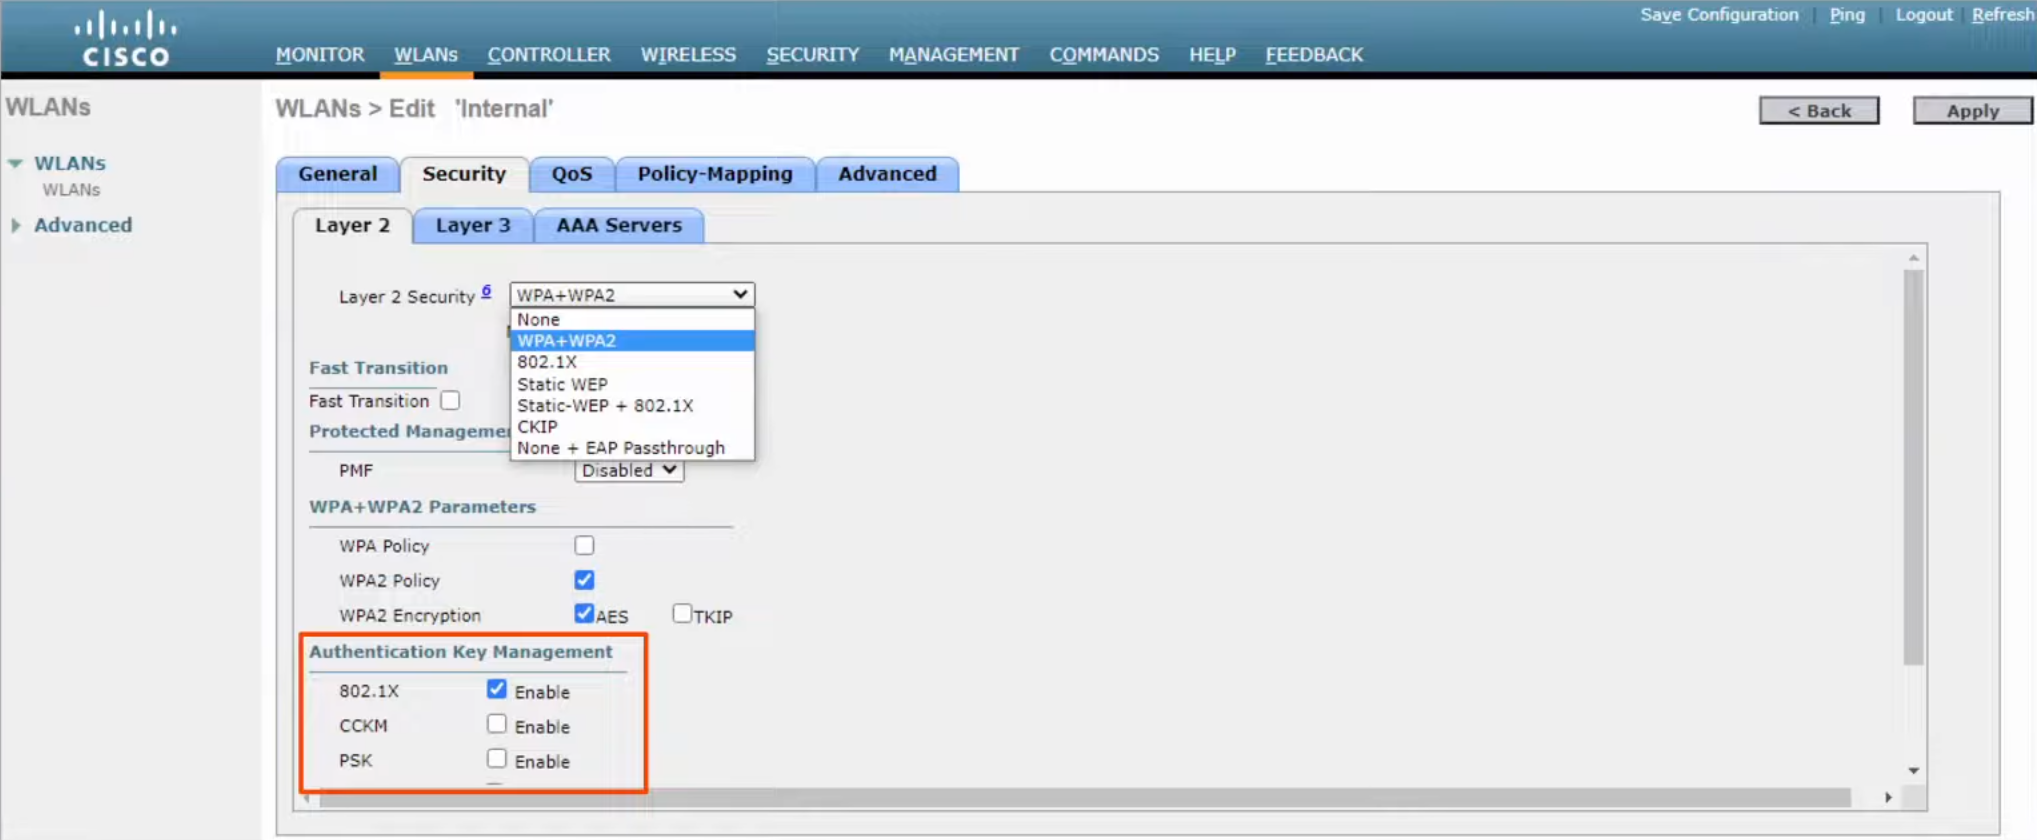 Save Configuration Ping Logout Refresh
CISCO
MONITOR WLANs CONTROLLER WIRELESS SECURITY MANAGEMENT COMMANDS HELP FEEDBACK
WLANs
WLANs > Edit 'Internal'
< Back Apply
WLANs
WLANs
Advanced
General Security QoS Policy-Mapping Advanced
Layer 2 Layer 3 AAA Servers
Layer 2 Security 6 WPA+WPA2
None
WPA+WPA2
802.1X
Static WEP
Static-WEP + 802.1X
CKIP
None + EAP Passthrough
Fast Transition
Fast Transition
Protected Manageme
PMF Disabled
WPA+WPA2 Parameters
WPA Policy
WPA2 Policy
WPA2 Encryption AES TKIP
Authentication Key Management
802.1X Enable
CCKM Enable
PSK Enable